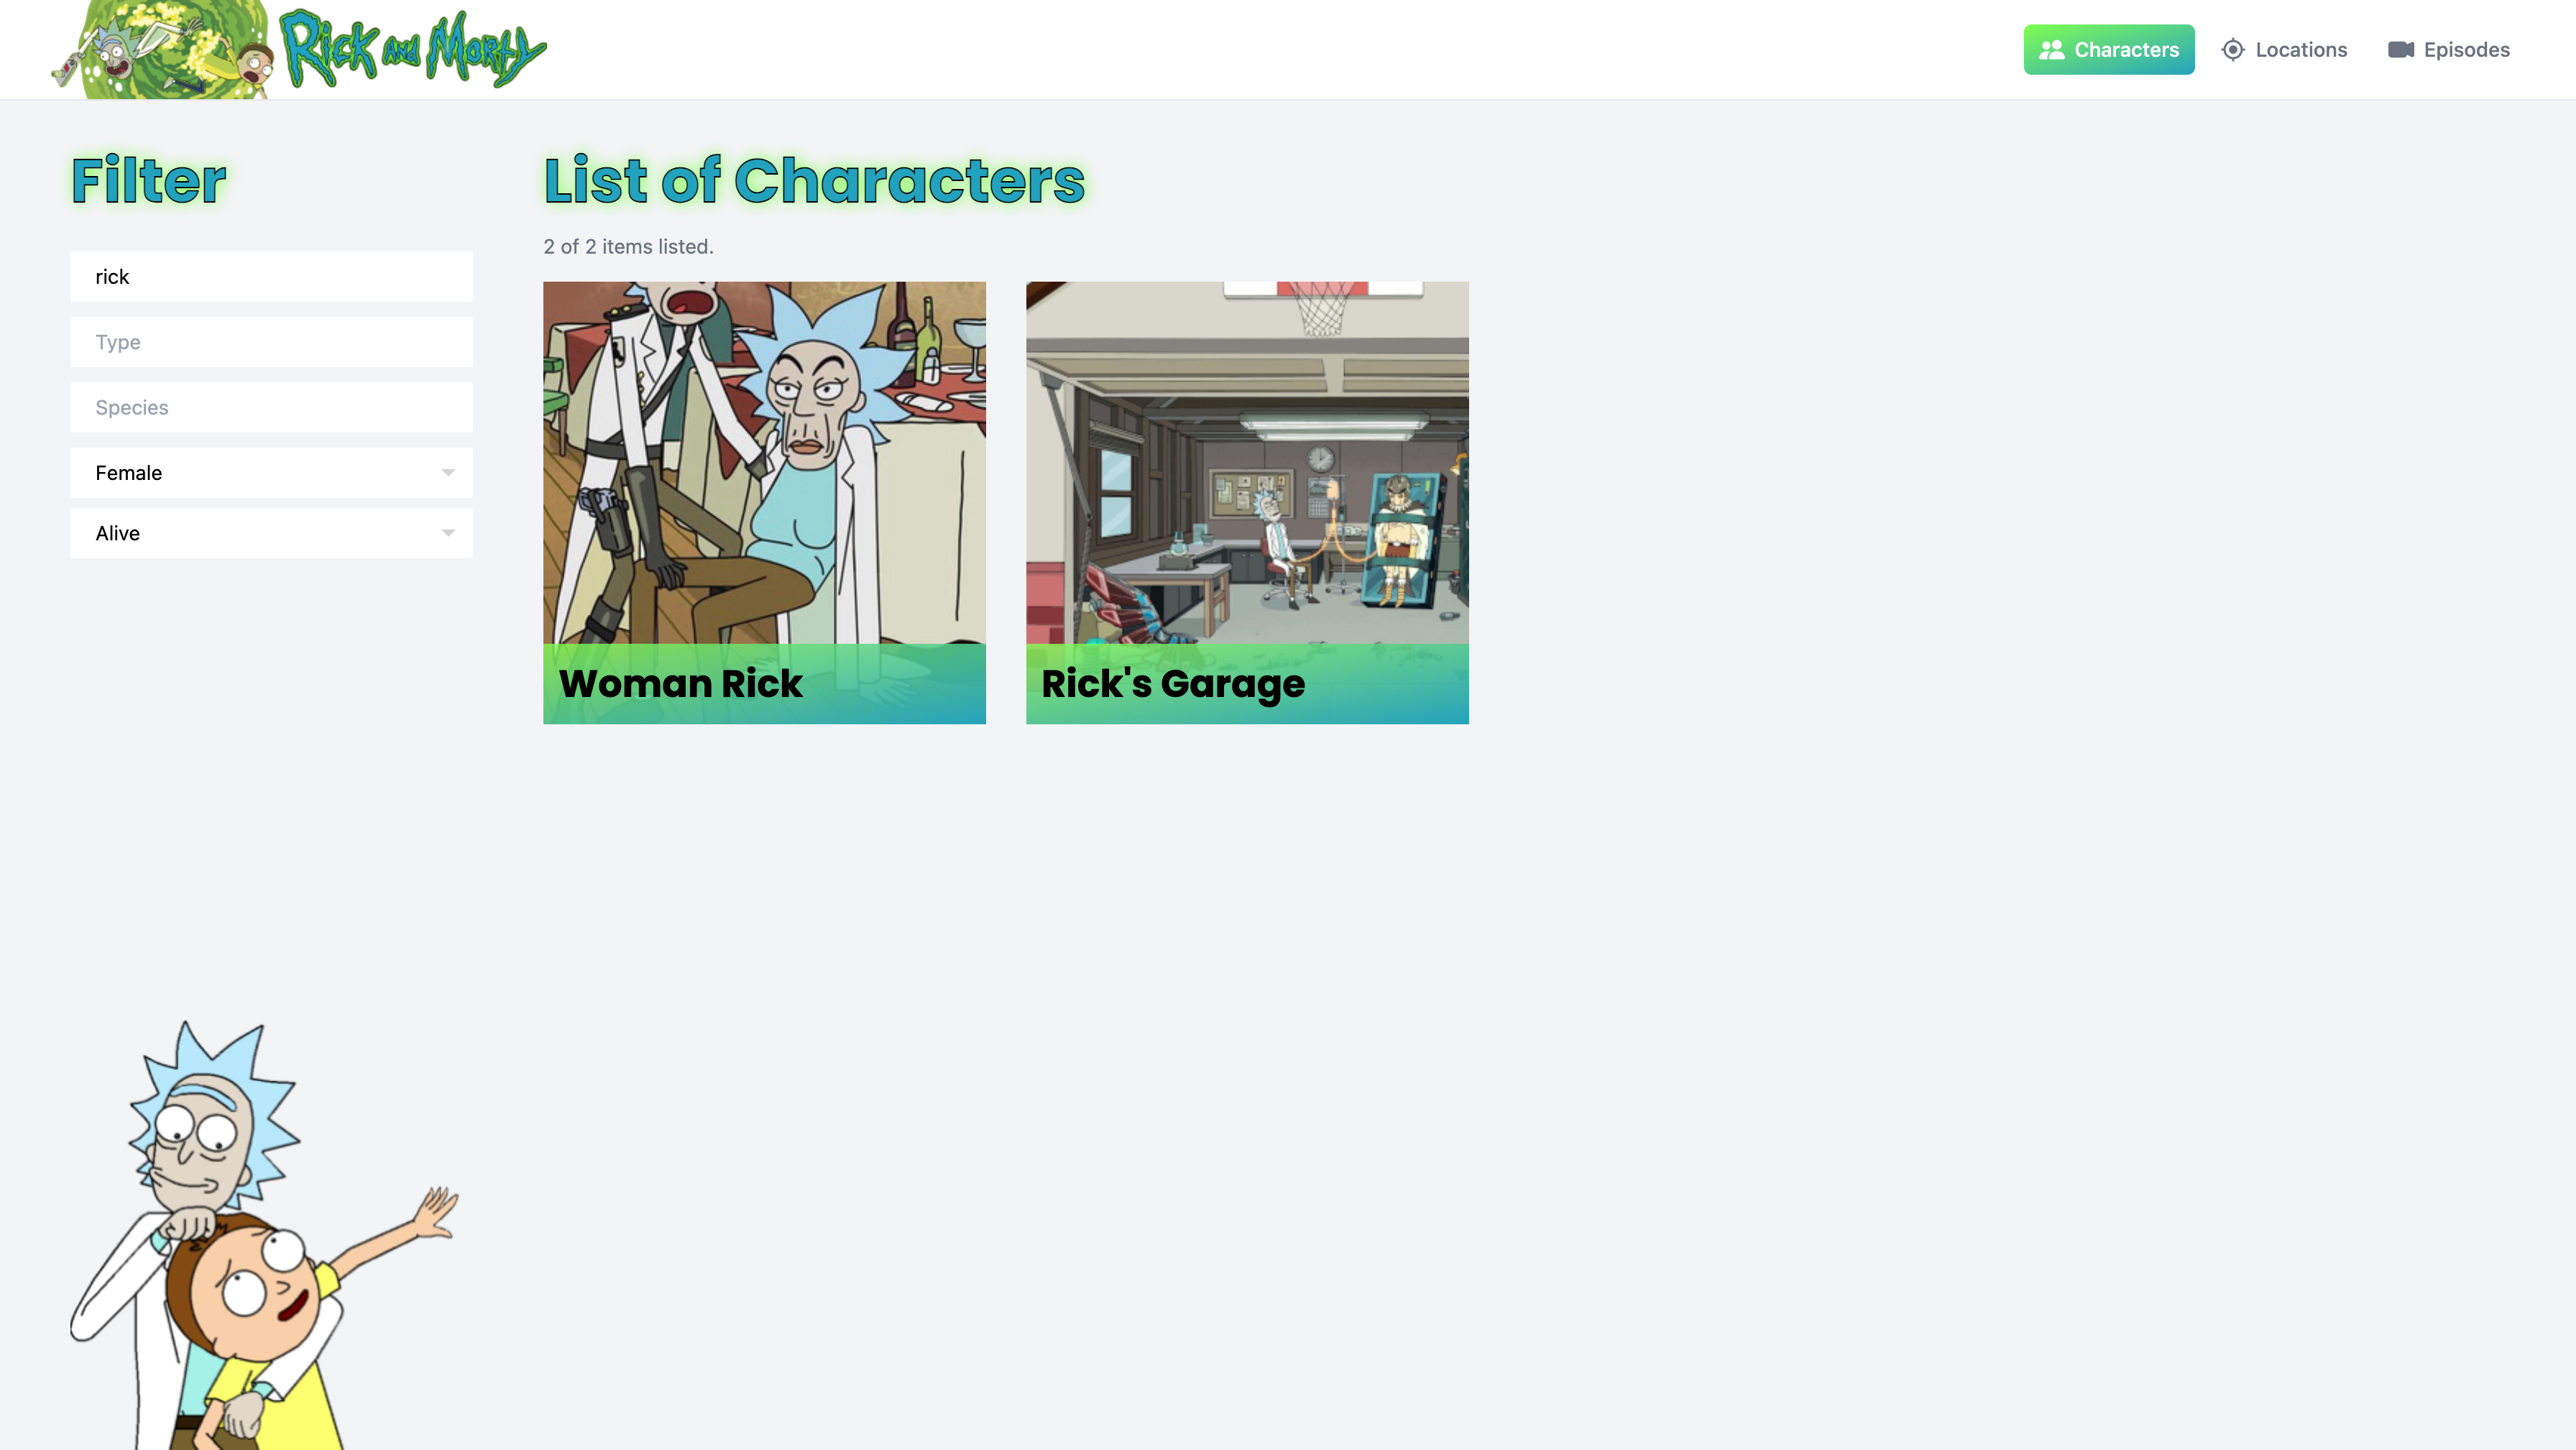 Rick and Morty
Characters
Locations
Episodes
Filter
rick
Type
Species
Female
Alive
List of Characters
2 of 2 items listed.
Woman Rick
Rick's Garage